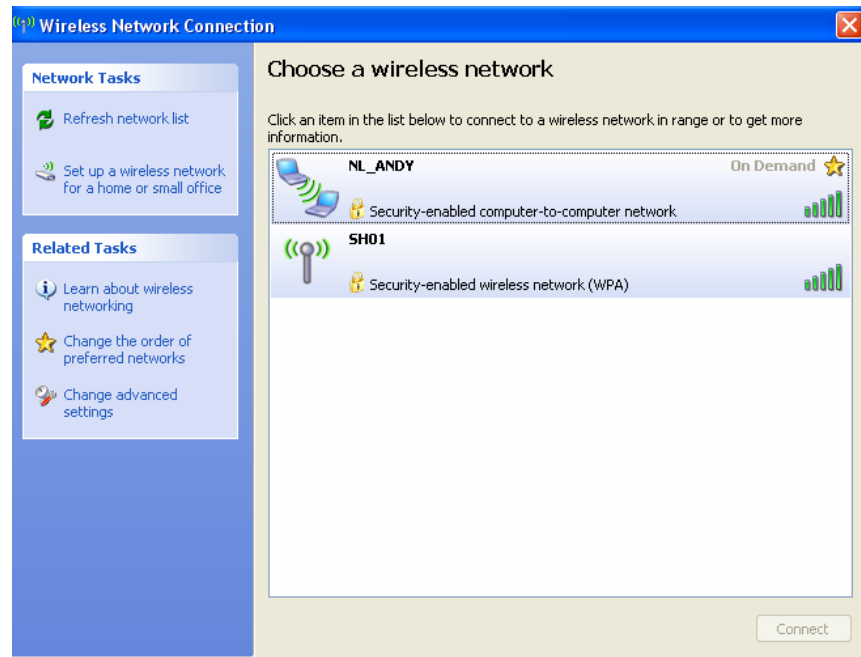 Wireless Network Connection
Network Tasks
Refresh network list
Set up a wireless network
for a home or small office
Related Tasks
Learn about wireless
networking
Change the order of
preferred networks
Change advanced
settings
Choose a wireless network
Click an item in the list below to connect to a wireless network in range or to get more
information.
NL_ANDY On Demand
Security-enabled computer-to-computer network
SH01
Security-enabled wireless network (WPA)
Connect